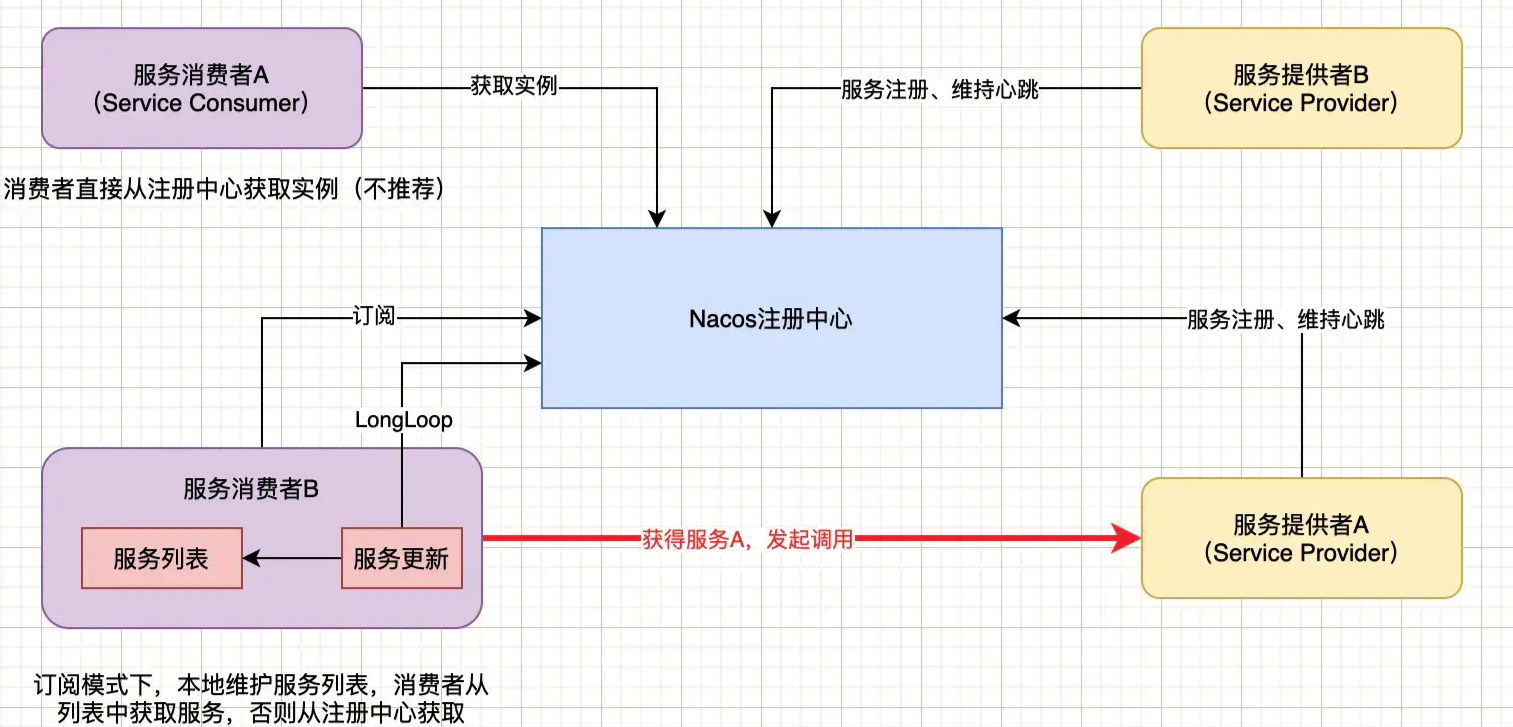 服务消费者A
（Service Consumer）
获取实例
服务注册、维持心跳
服务提供者B
（Service Provider）
消费者直接从注册中心获取实例（不推荐）
订阅
Nacos注册中心
服务注册、维持心跳
LongLoop
服务消费者B
服务列表
服务更新
获得服务A，发起调用
服务提供者A
（Service Provider）
订阅模式下，本地维护服务列表，消费者从
列表中获取服务，否则从注册中心获取